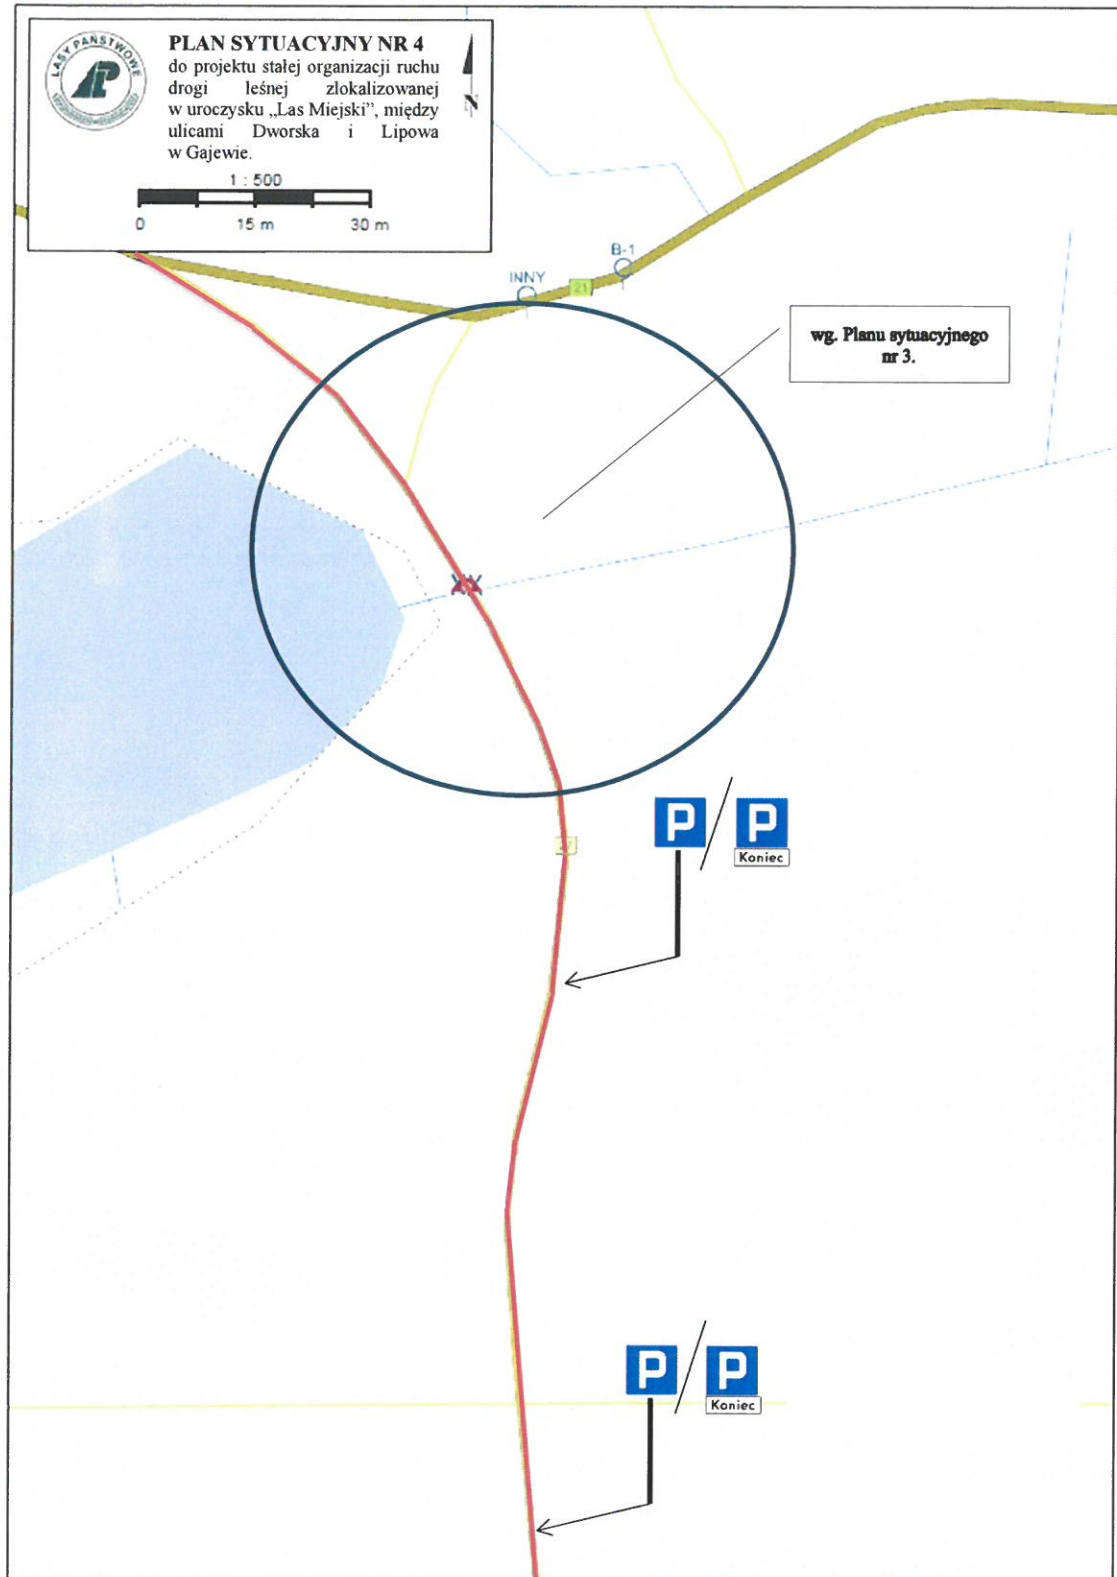 LASY PAŃSTWOWE
PLAN SYTUACYJNY NR 4
do projektu stałej organizacji ruchu
drogi leśnej zlokalizowanej
w uroczysku „Las Miejski”, między
ulicami Dworska i Lipowa
w Gajewie.
N
1 : 500
0 15 m 30 m
B-1
INNY
21
wg. Planu sytuacyjnego
nr 3.
27
P P
Koniec
P P
Koniec